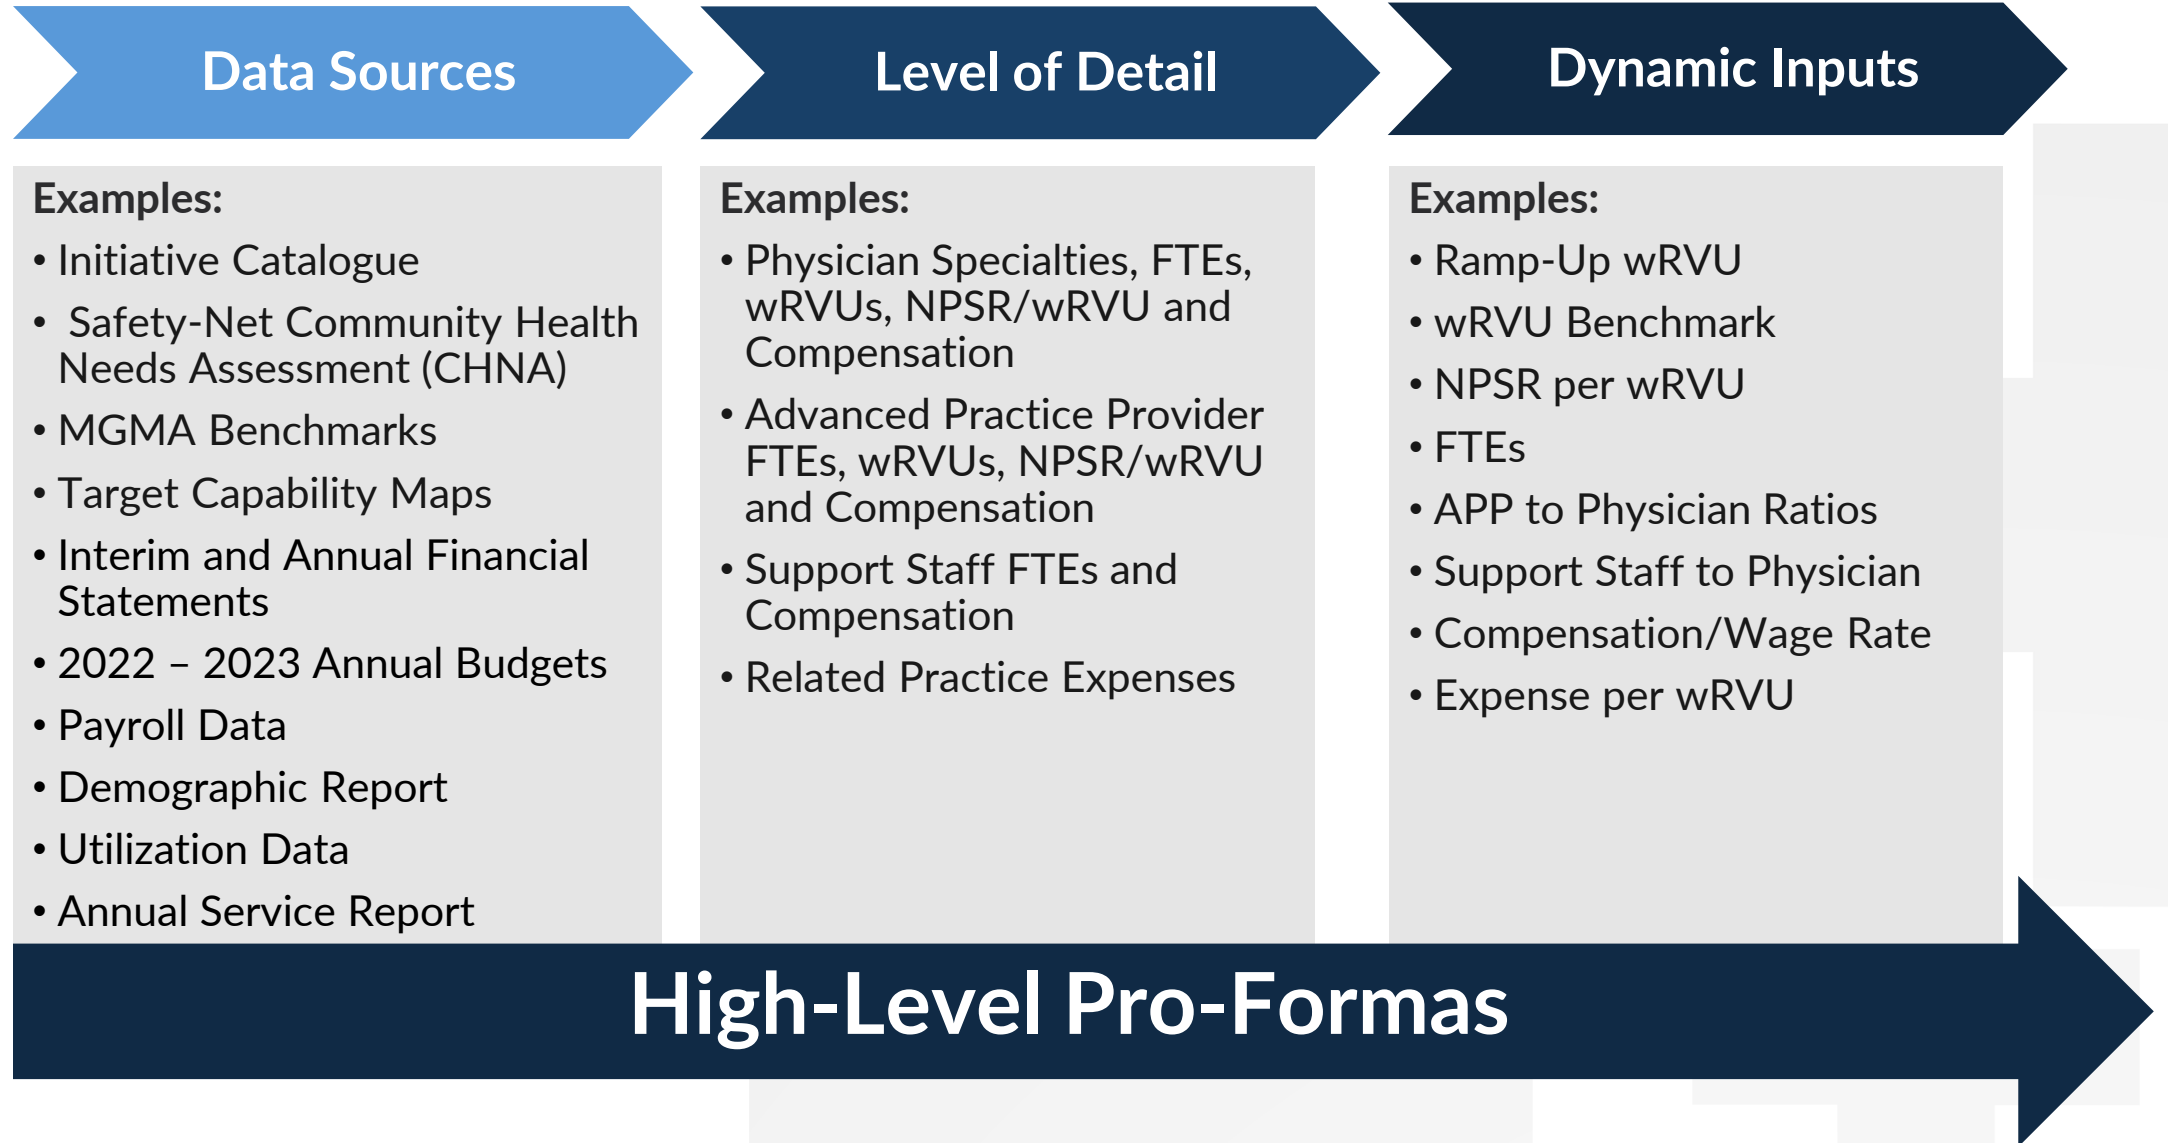 Data Sources
Level of Detail
Dynamic Inputs
Examples:
• Initiative Catalogue
• Safety-Net Community Health
Needs Assessment (CHNA)
• MGMA Benchmarks
• Target Capability Maps
• Interim and Annual Financial
Statements
• 2022 – 2023 Annual Budgets
• Payroll Data
• Demographic Report
• Utilization Data
• Annual Service Report
Examples:
• Physician Specialties, FTEs,
wRVUs, NPSR/wRVU and
Compensation
• Advanced Practice Provider
FTEs, wRVUs, NPSR/wRVU
and Compensation
• Support Staff FTEs and
Compensation
• Related Practice Expenses
Examples:
• Ramp-Up wRVU
• wRVU Benchmark
• NPSR per wRVU
• FTEs
• APP to Physician Ratios
• Support Staff to Physician
• Compensation/Wage Rate
• Expense per wRVU
High-Level Pro-Formas